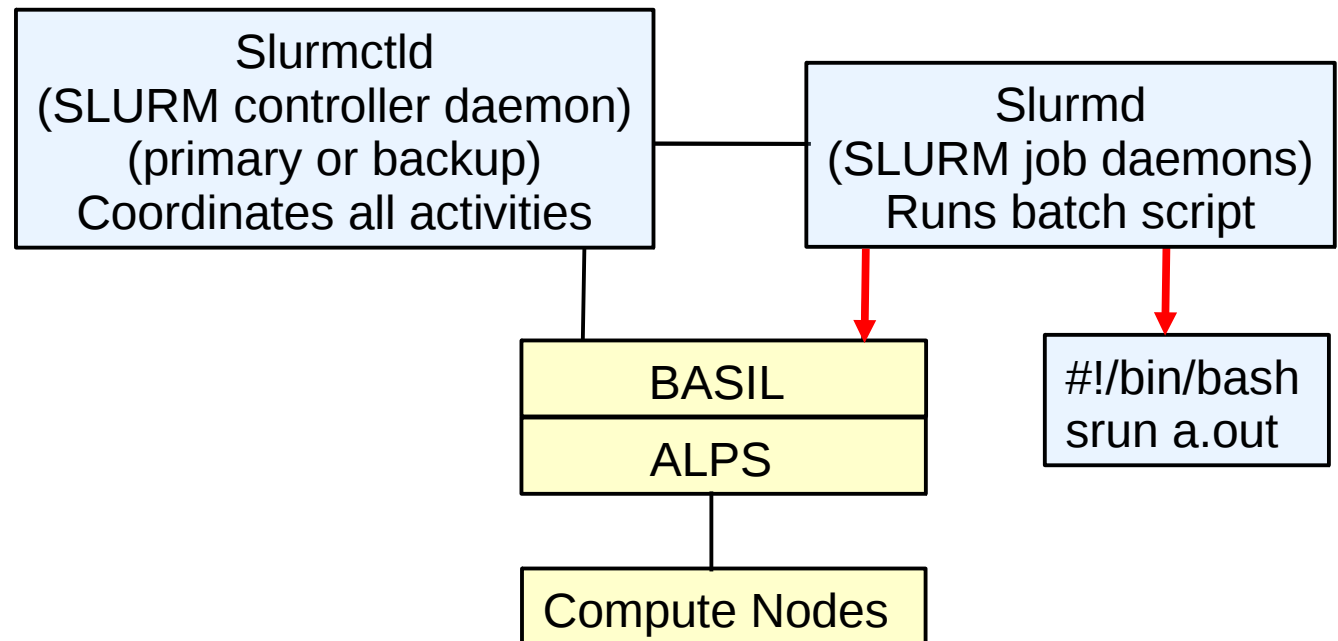 Slurmctld
(SLURM controller daemon)
(primary or backup)
Coordinates all activities
Slurmd
(SLURM job daemons)
Runs batch script
BASIL
ALPS
#!/bin/bash
srun a.out
Compute Nodes